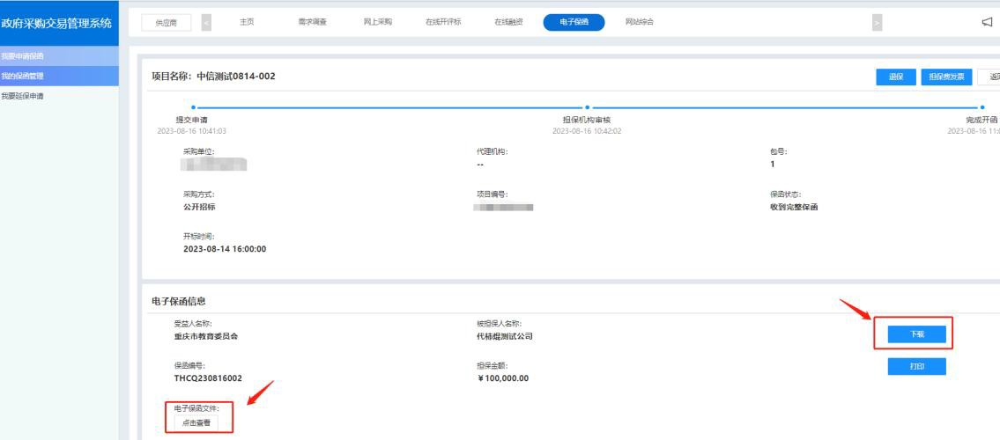 政府采购交易管理系统
供应商
<
主页
需求调查
网上采购
在线开评标
在线融资
电子保函
网站综合
>
我要申请保函
我的保函管理
我要延保申请
项目名称：中信测试0814-002
退保
担保费发票
提交申请
担保机构审核
完成开函
2023-08-16 10:41:03
2023-08-16 10:42:02
2023-08-16 11:
采购单位:
代理机构:
包号:
--
1
采购方式:
项目编号:
保函状态:
公开招标
收到完整保函
开标时间:
2023-08-14 16:00:00
电子保函信息
受益人名称:
被担保人名称:
重庆市教育委员会
代柿焜测试公司
下载
保函编号:
担保金额:
打印
THCQ230816002
￥100,000.00
电子保函文件:
点击查看